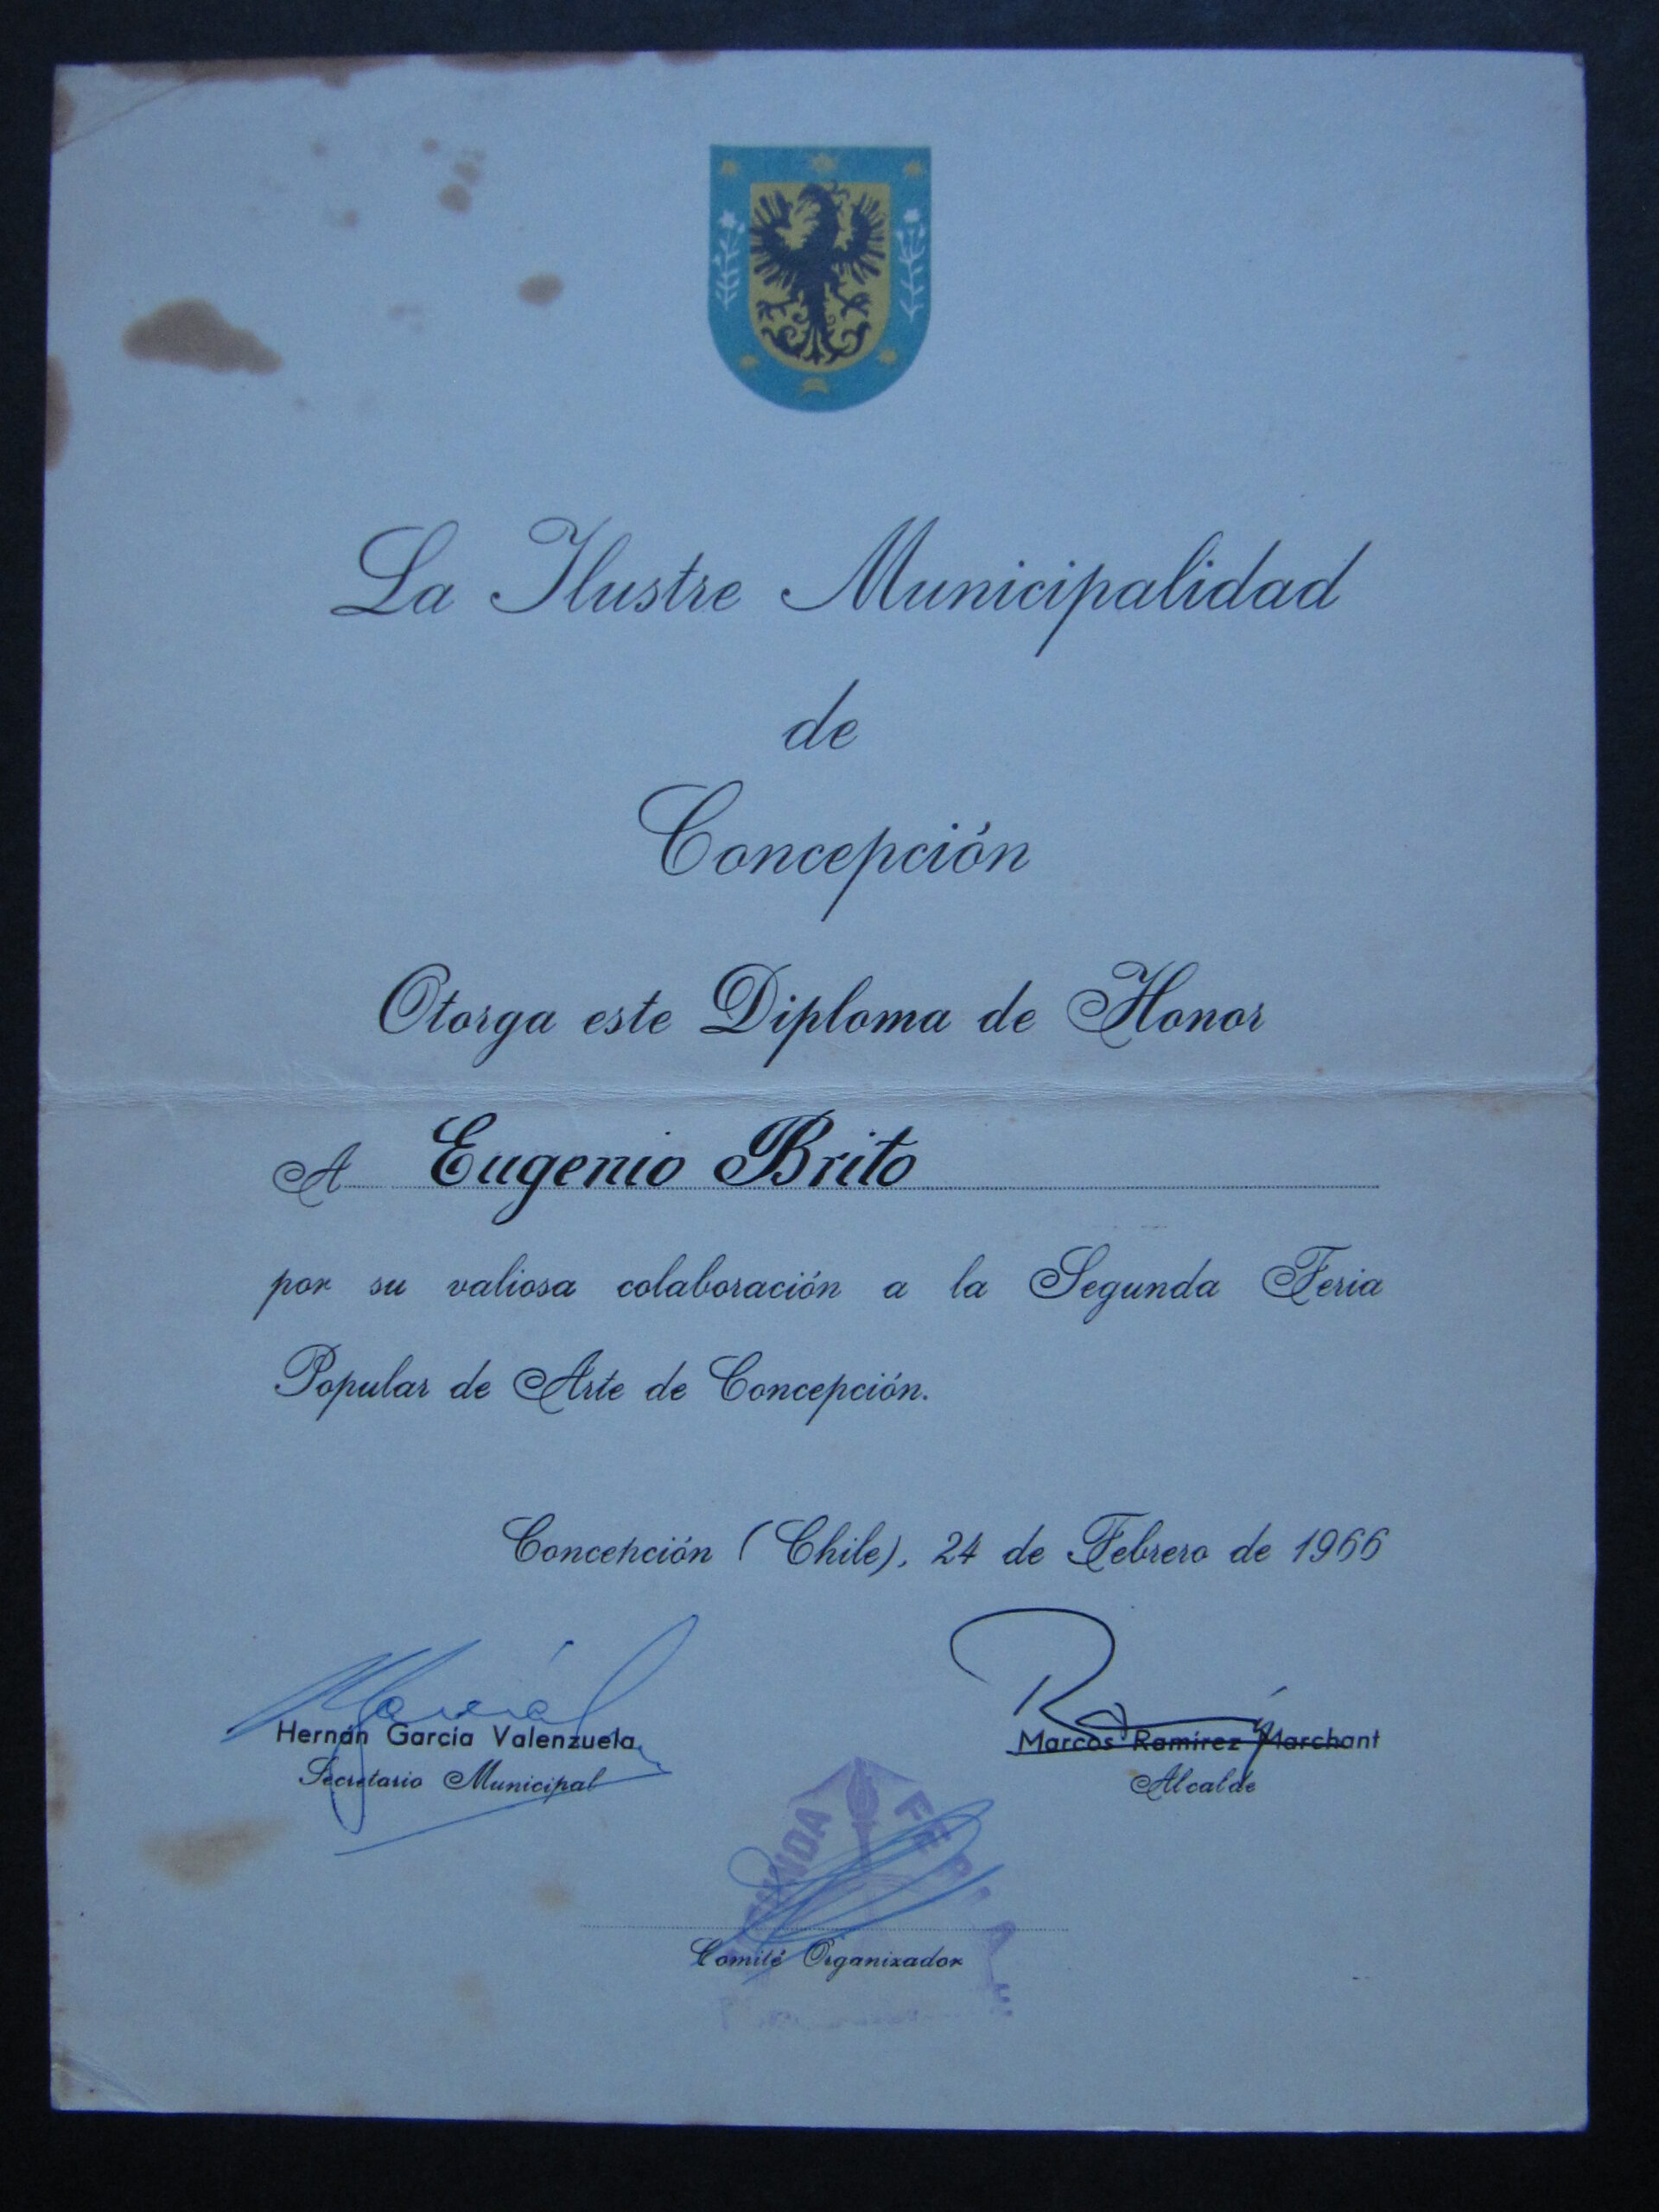 La Ilustre Municipalidad
de
Concepción
Otorga este Diploma de Honor
A Eugenio Brito
por su valiosa colaboración a la Segunda Feria
Popular de Arte de Concepción.
Concepción (Chile), 24 de Febrero de 1966
Hernán García Valenzuela
Secretario Municipal
Marcos Ramírez Marchant
Alcalde
FERIA
Comité Organizador